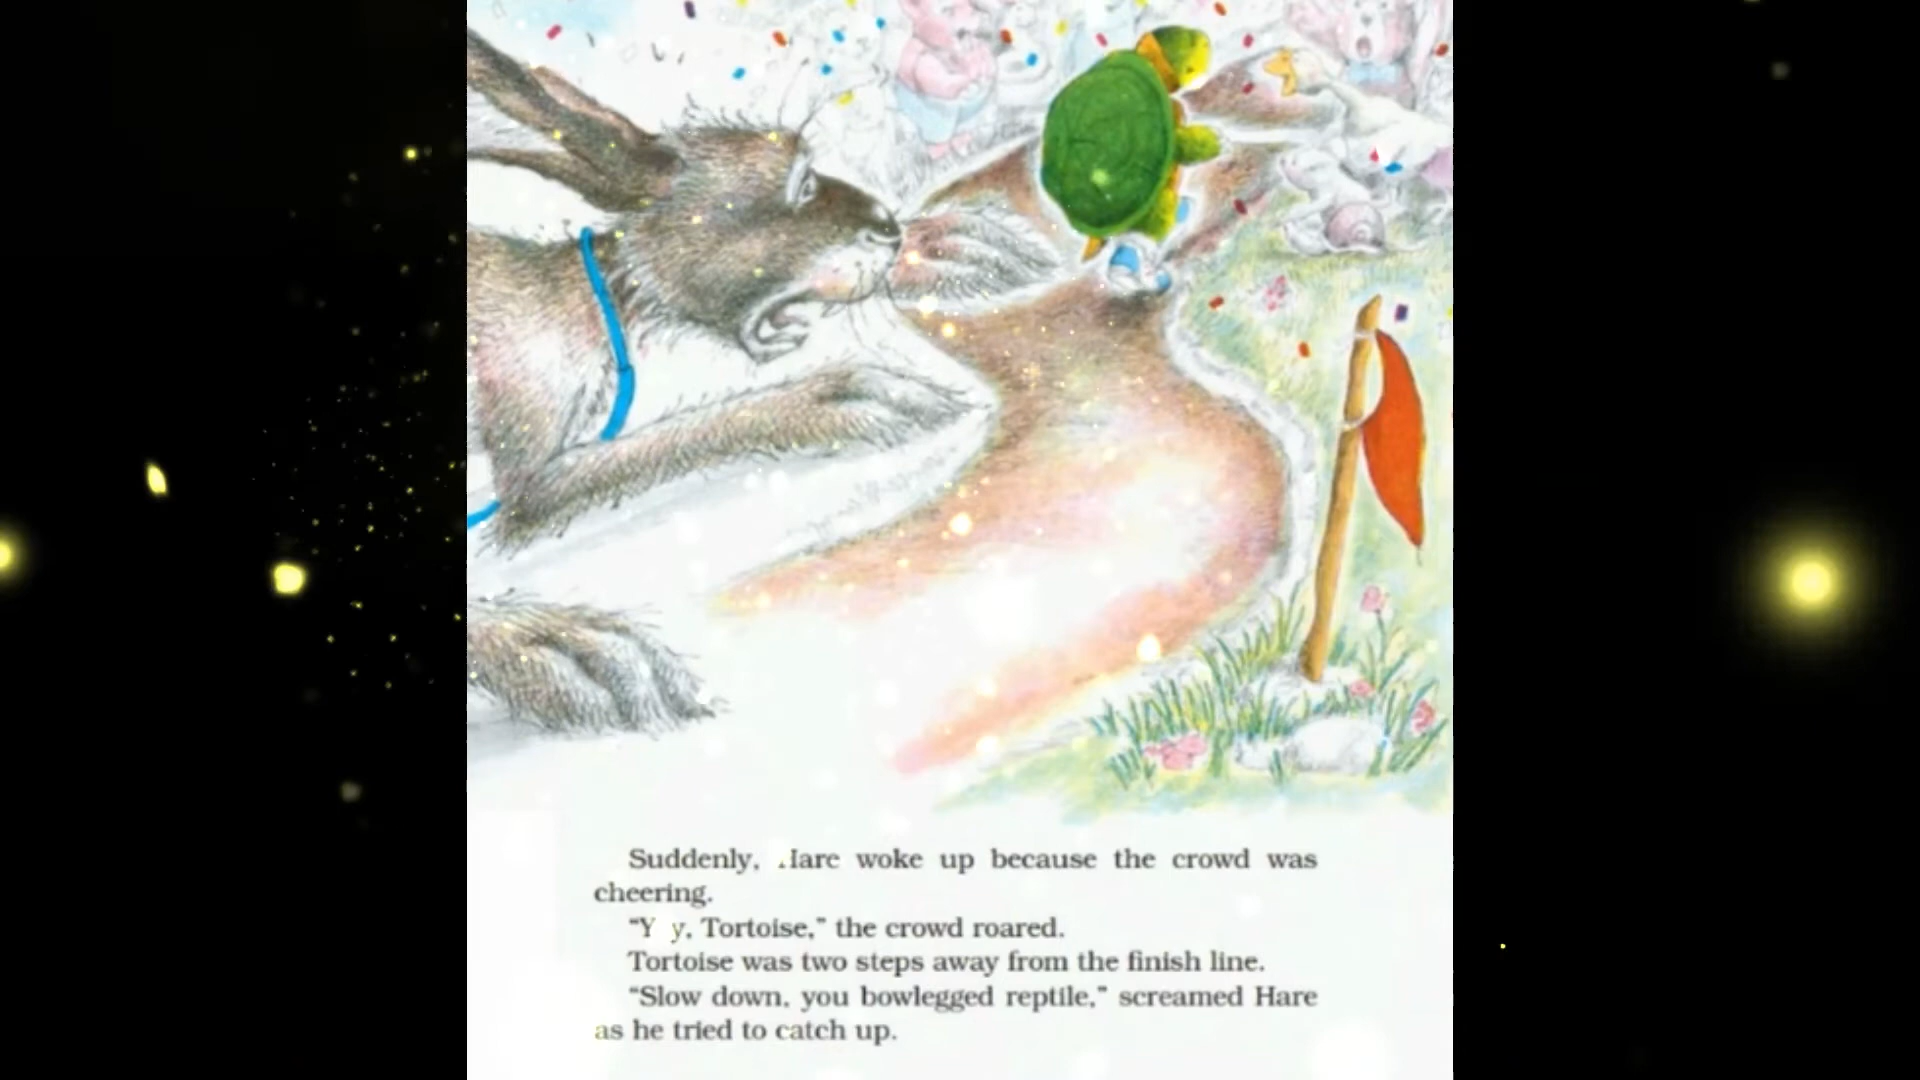 Suddenly, Hare woke up because the crowd was
cheering.
"Yay, Tortoise," the crowd roared.
Tortoise was two steps away from the finish line.
"Slow down, you bowlegged reptile," screamed Hare
as he tried to catch up.